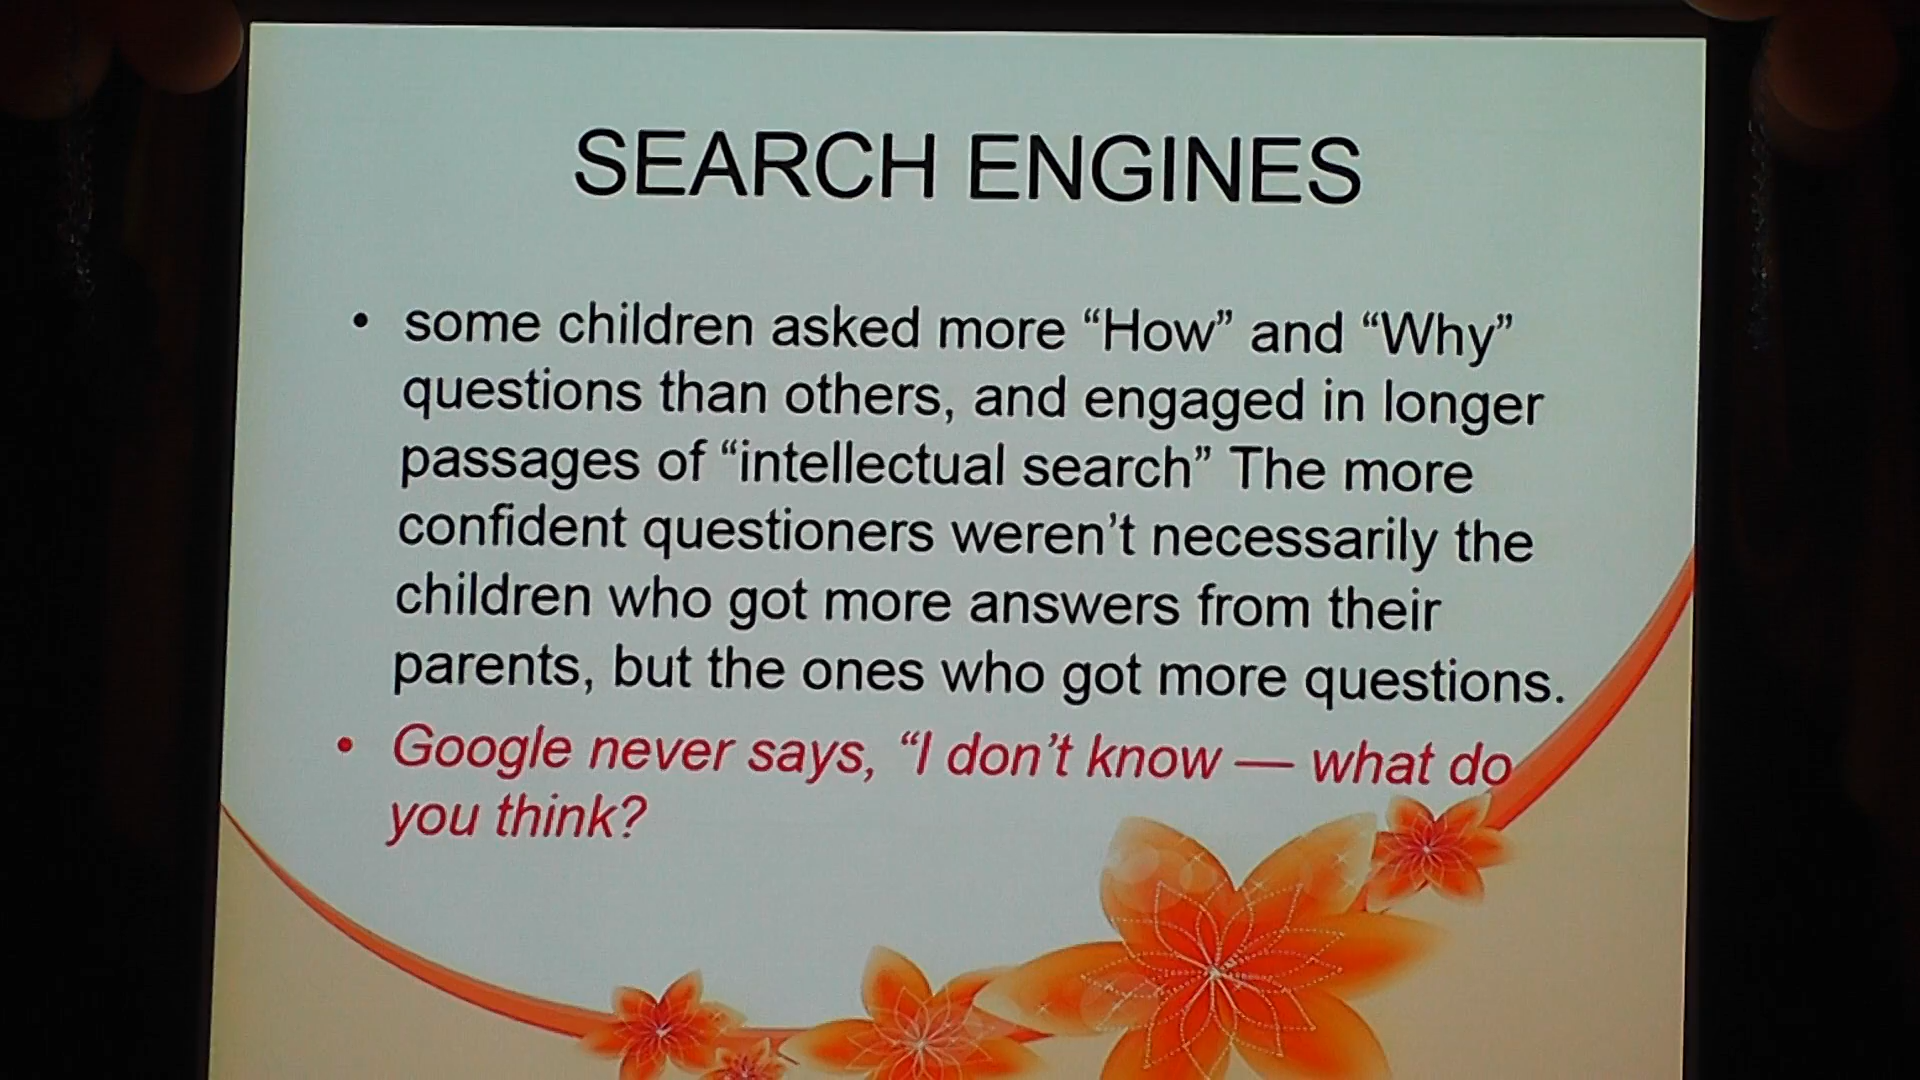 SEARCH ENGINES
• some children asked more “How” and “Why”
questions than others, and engaged in longer
passages of “intellectual search” The more
confident questioners weren’t necessarily the
children who got more answers from their
parents, but the ones who got more questions.
• Google never says, “I don’t know — what do
you think?